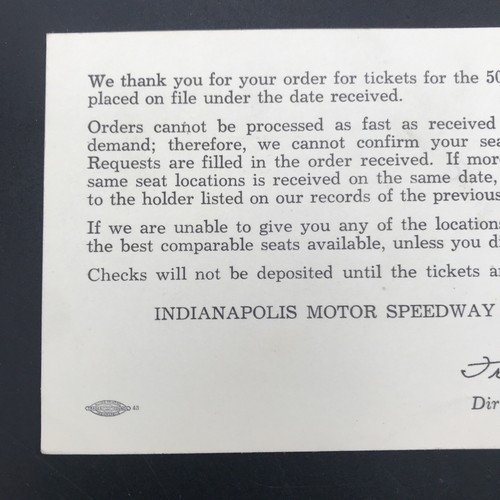 We thank you for your order for tickets for the 50
placed on file under the date received.
Orders cannot be processed as fast as received
demand; therefore, we cannot confirm your sea
Requests are filled in the order received. If mor
same seat locations is received on the same date,
to the holder listed on our records of the previous
If we are unable to give you any of the locations
the best comparable seats available, unless you di
Checks will not be deposited until the tickets a
INDIANAPOLIS MOTOR SPEEDWAY
Dir